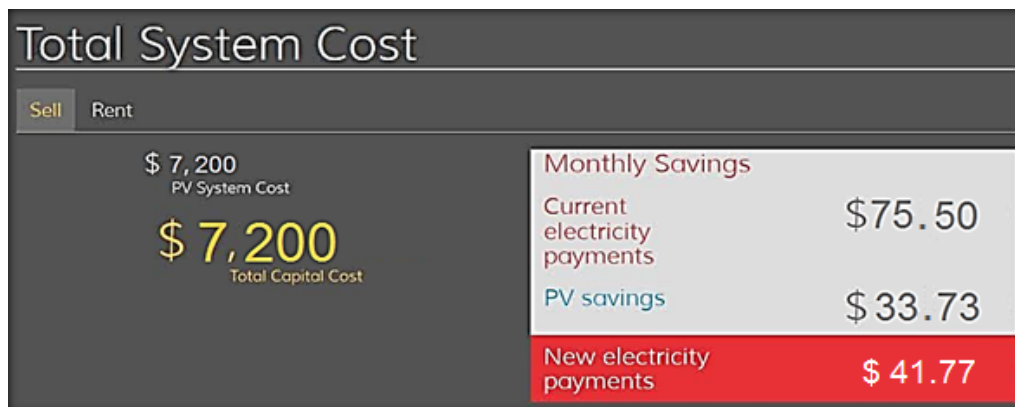 Total System Cost
Sell Rent
$ 7,200
PV System Cost
$ 7,200
Total Capital Cost
Monthly Savings
Current
electricity
payments
$75.50
PV savings
$33.73
New electricity
payments
$ 41.77